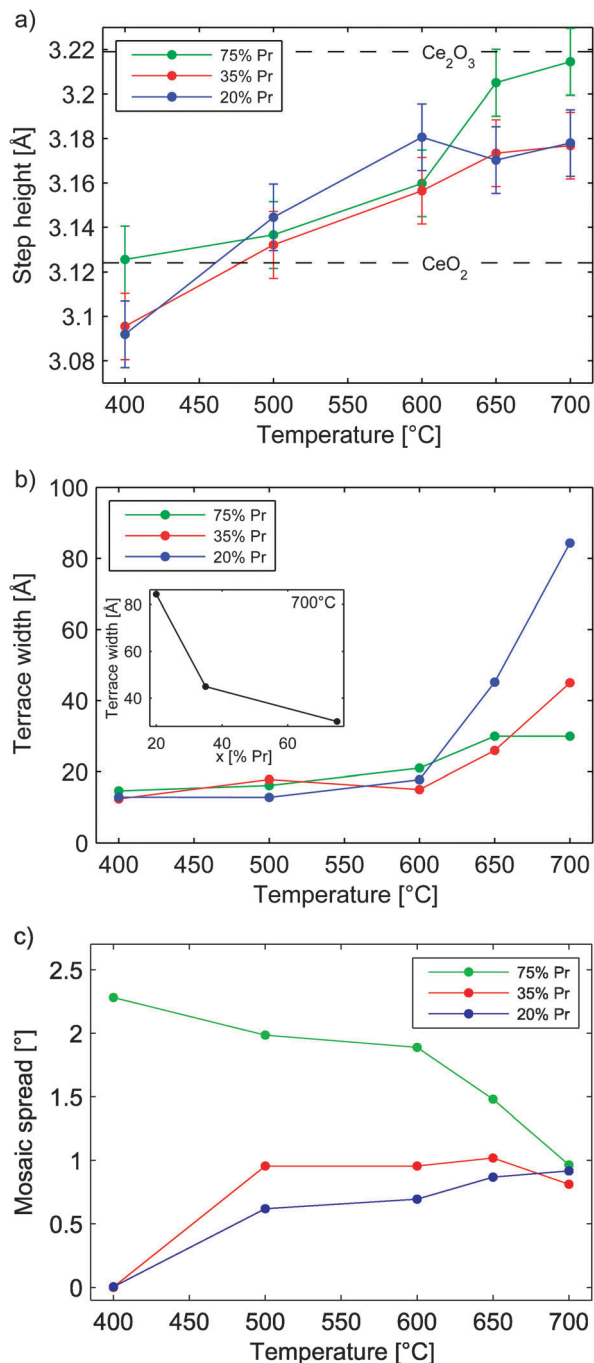 a)
3.22
3.2
3.18
3.16
3.14
3.12
3.1
3.08
Step height [Å]
75% Pr
35% Pr
20% Pr
Ce₂O₃
CeO₂
400 450 500 550 600 650 700
Temperature [°C]
b)
100
80
60
40
20
0
Terrace width [Å]
75% Pr
35% Pr
20% Pr
700°C
80
60
40
Terrace width [Å]
20 40 60
x [% Pr]
400 450 500 550 600 650 700
Temperature [°C]
c)
2.5
2
1.5
1
0.5
0
Mosaic spread [°]
75% Pr
35% Pr
20% Pr
400 450 500 550 600 650 700
Temperature [°C]